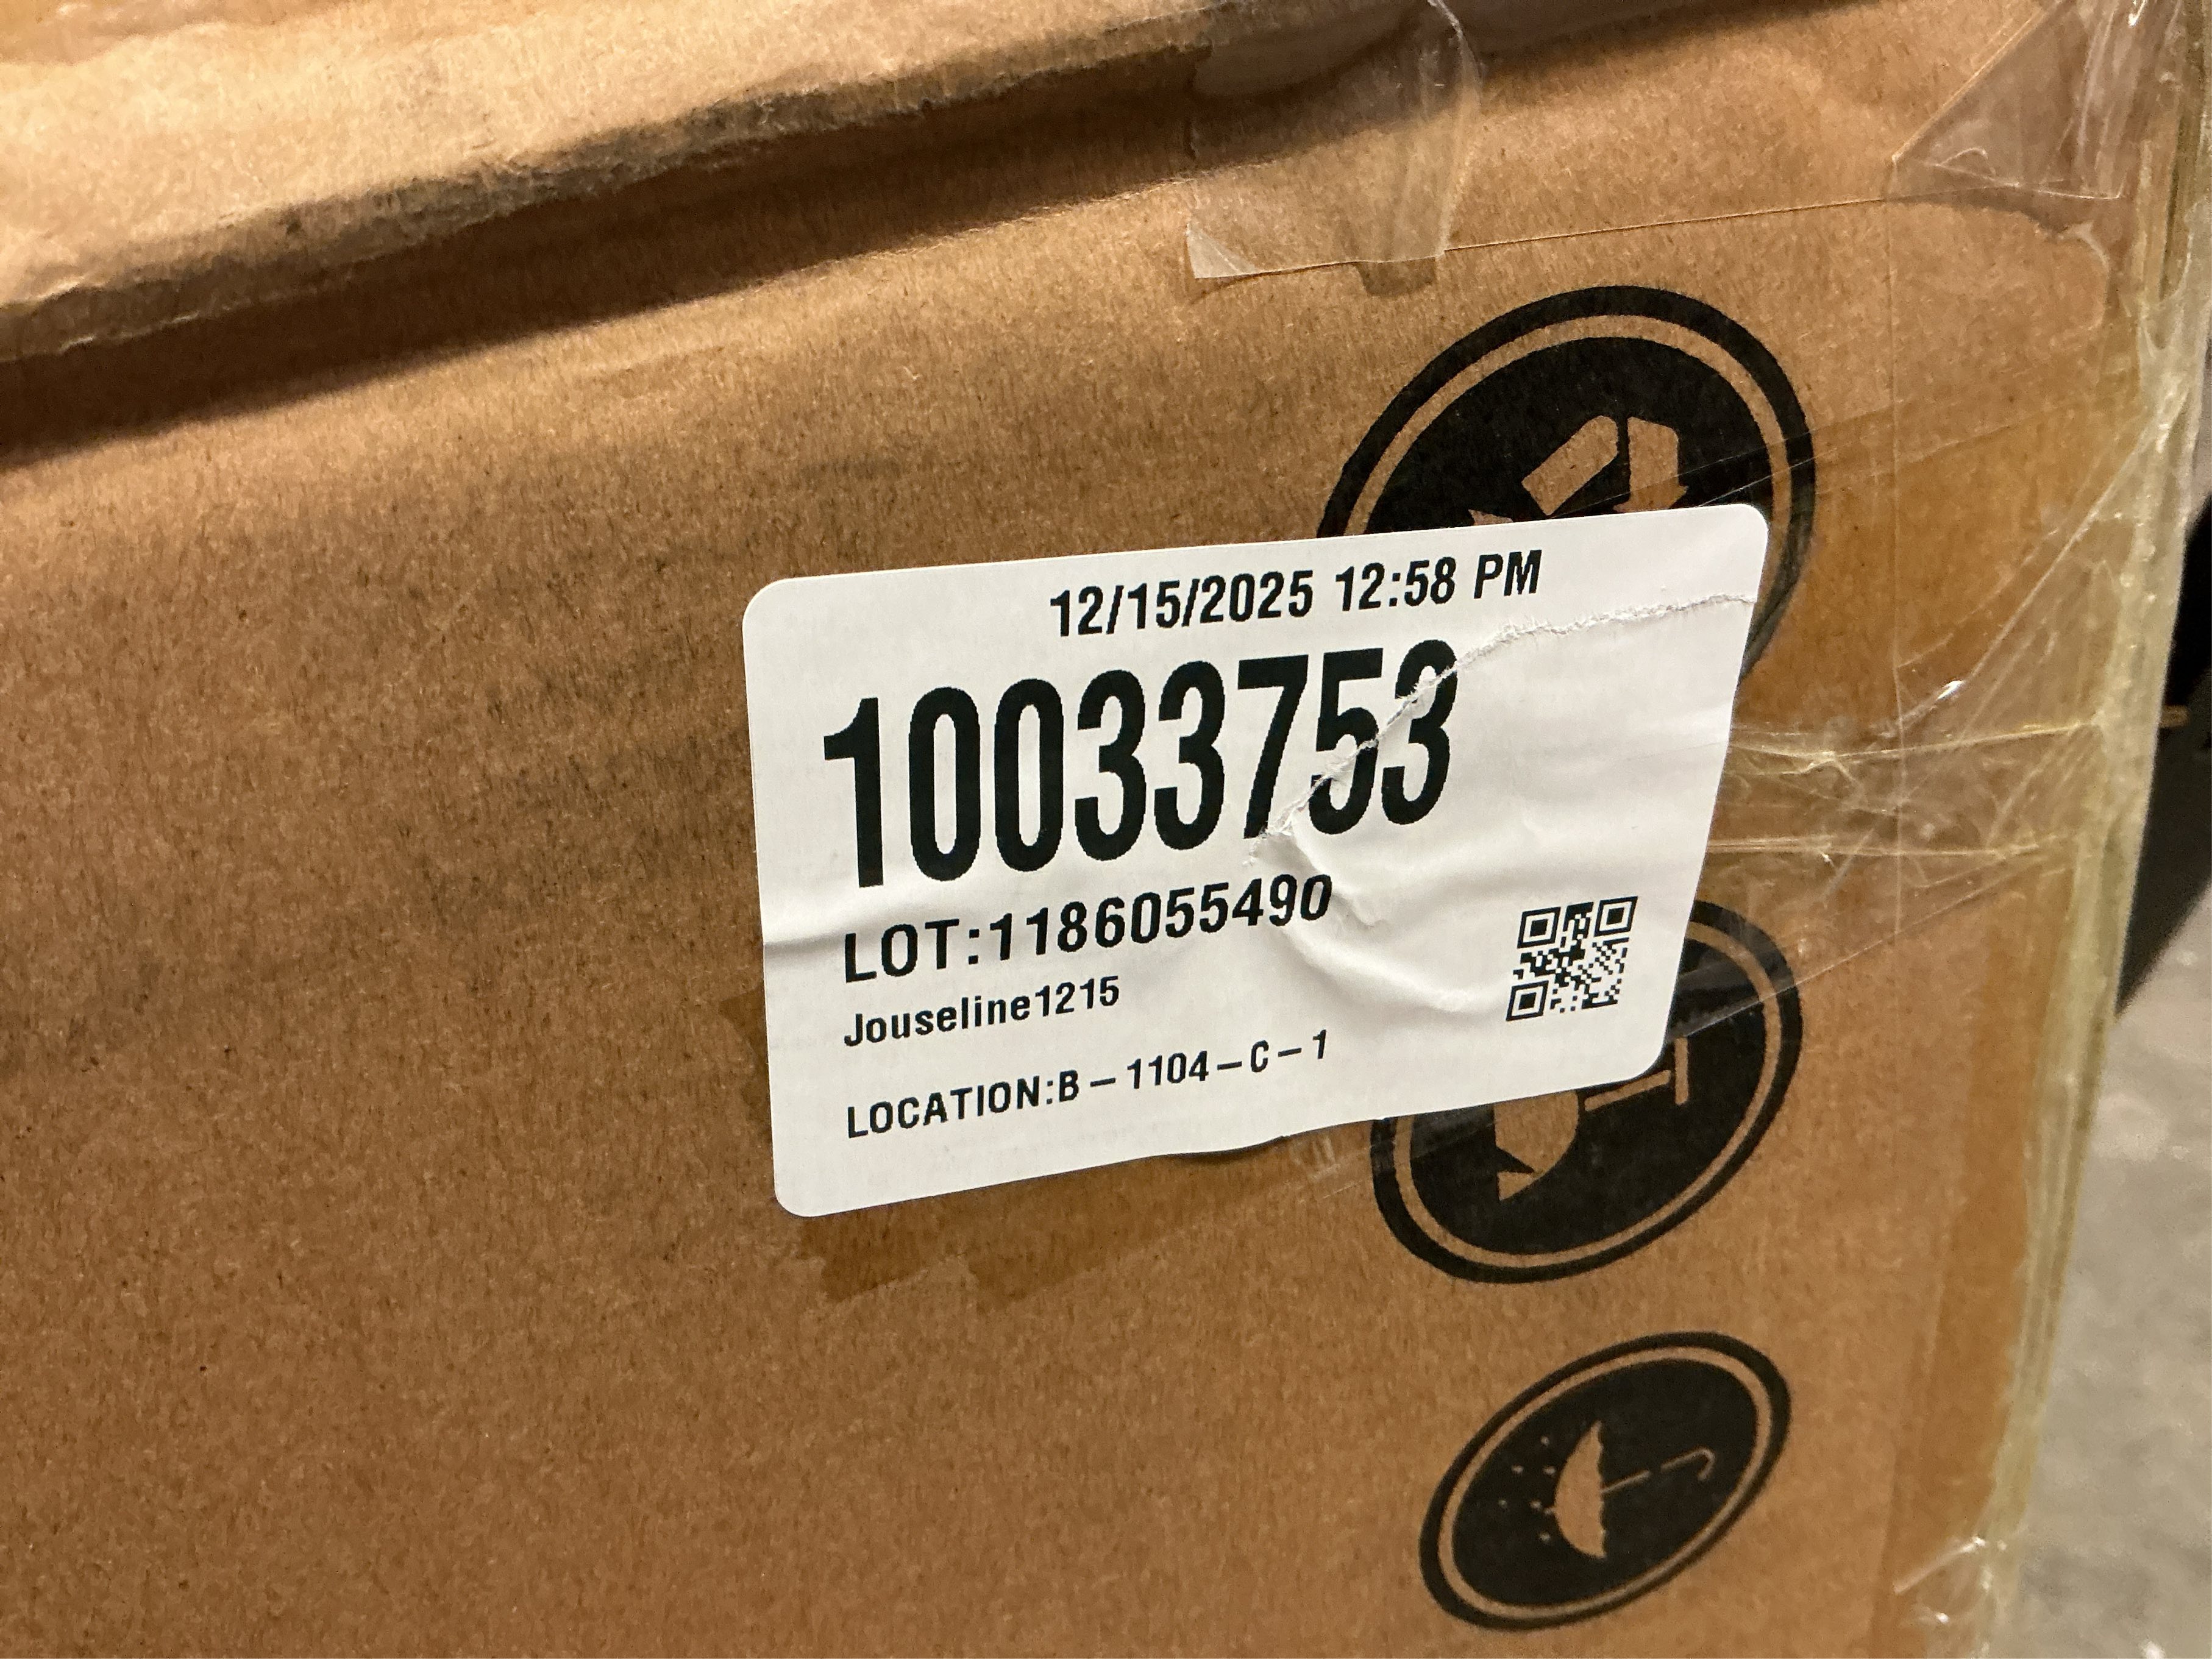 12/15/2025 12:58 PM
10033753
LOT:1186055490
Jouseline1215
LOCATION:B – 1104 – C – 1